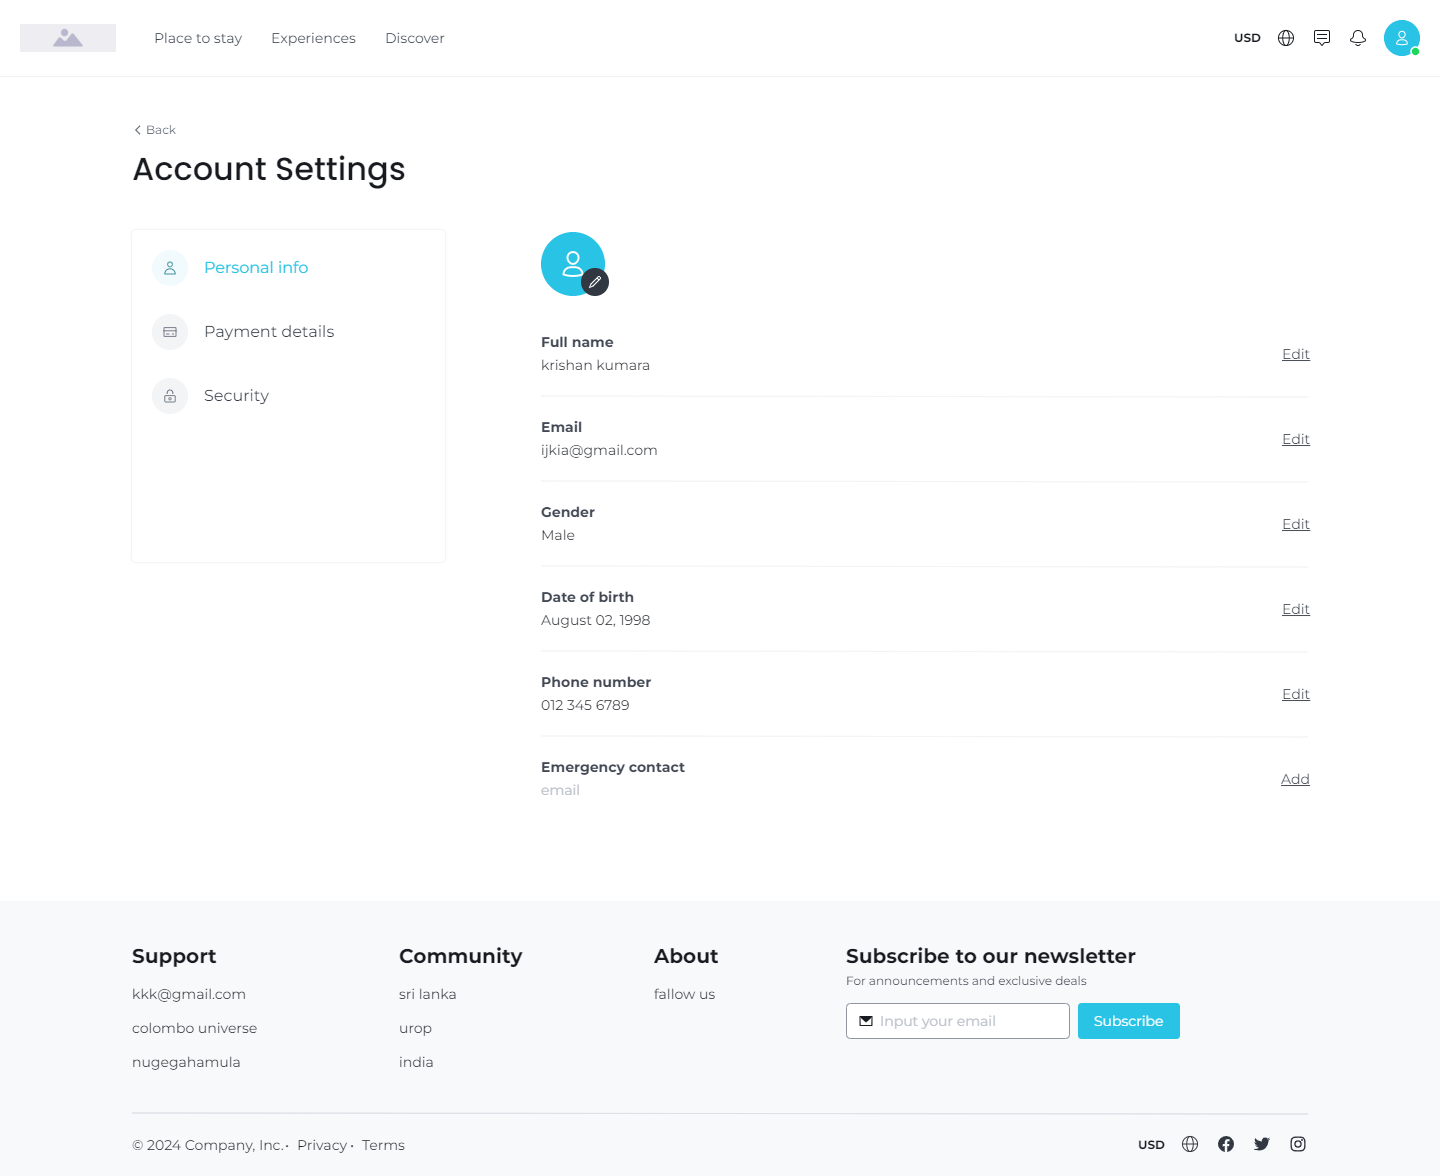 Place to stay Experiences Discover USD
Back
Account Settings
Personal info
Payment details
Security
Full name
krishan kumara
Edit
Email
ijkia@gmail.com
Edit
Gender
Male
Edit
Date of birth
August 02, 1998
Edit
Phone number
012 345 6789
Edit
Emergency contact
email
Add
Support
kkk@gmail.com
colombo universe
nugegahamula
Community
sri lanka
urop
india
About
fallow us
Subscribe to our newsletter
For announcements and exclusive deals
Input your email
Subscribe
© 2024 Company, Inc. · Privacy · Terms
USD